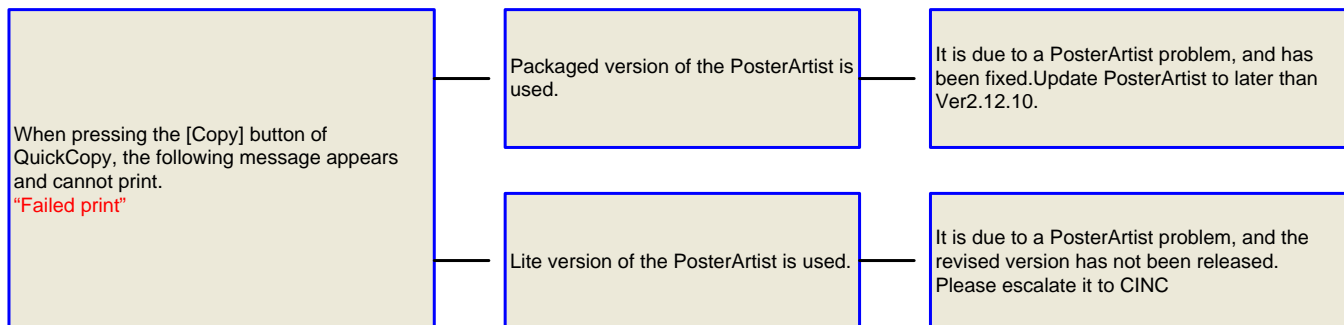 When pressing the [Copy] button of
QuickCopy, the following message appears
and cannot print.
“Failed print”
Packaged version of the PosterArtist is
used.
It is due to a PosterArtist problem, and has
been fixed.Update PosterArtist to later than
Ver2.12.10.
Lite version of the PosterArtist is used.
It is due to a PosterArtist problem, and the
revised version has not been released.
Please escalate it to CINC